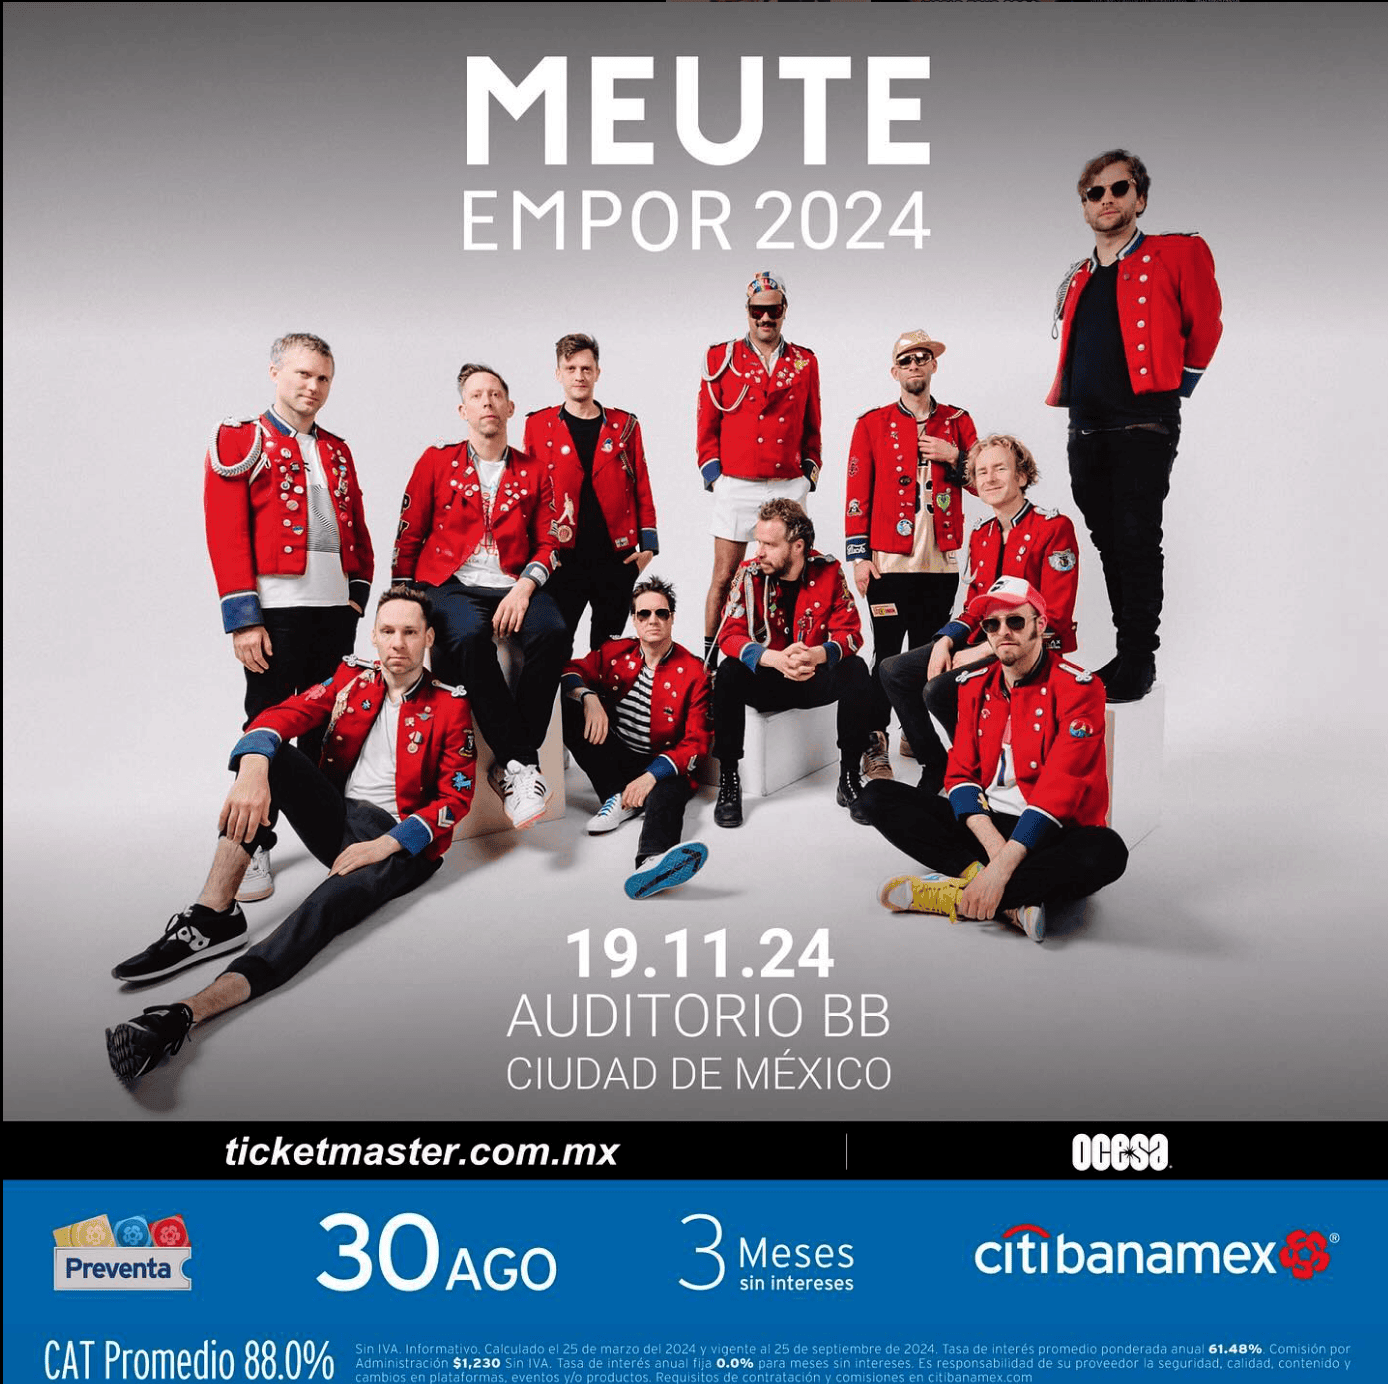 MEUTE
EMPOR 2024
19.11.24
AUDITORIO BB
CIUDAD DE MÉXICO
ticketmaster.com.mx
OCESA
Preventa
30 AGO
3 Meses
sin intereses
citibanamex®
CAT Promedio 88.0%
Sin IVA. Informativo. Calculado el 25 de marzo del 2024 y vigente al 25 de septiembre de 2024. Tasa de interés promedio ponderada anual 61.48%. Comisión por
Administración $1,230 Sin IVA. Tasa de interés anual fija 0.0% para meses sin intereses. Es responsabilidad de su proveedor la seguridad, calidad, contenido y
cambios en plataformas, eventos y/o productos. Requisitos de contratación y comisiones en citibanamex.com